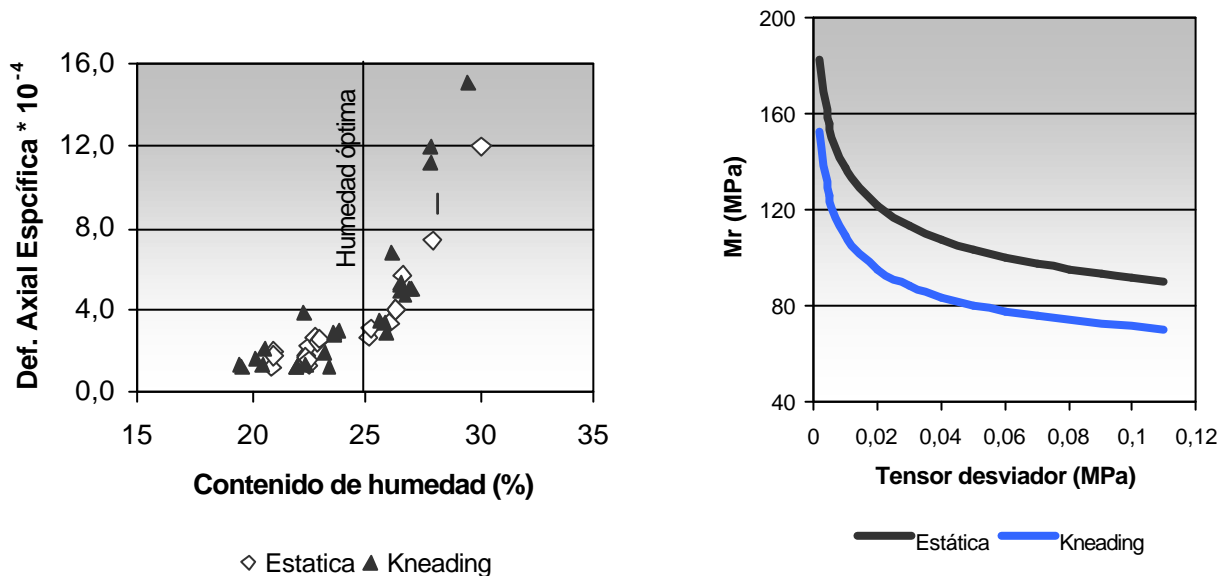 Def. Axial Espcífica * 10⁻⁴
16,0
12,0
8,0
4,0
0,0
Humedad óptima
15 20 25 30 35
Contenido de humedad (%)
Estatica Kneading
Mr (MPa)
200
160
120
80
40
0 0,02 0,04 0,06 0,08 0,1 0,12
Tensor desviador (MPa)
Estática Kneading